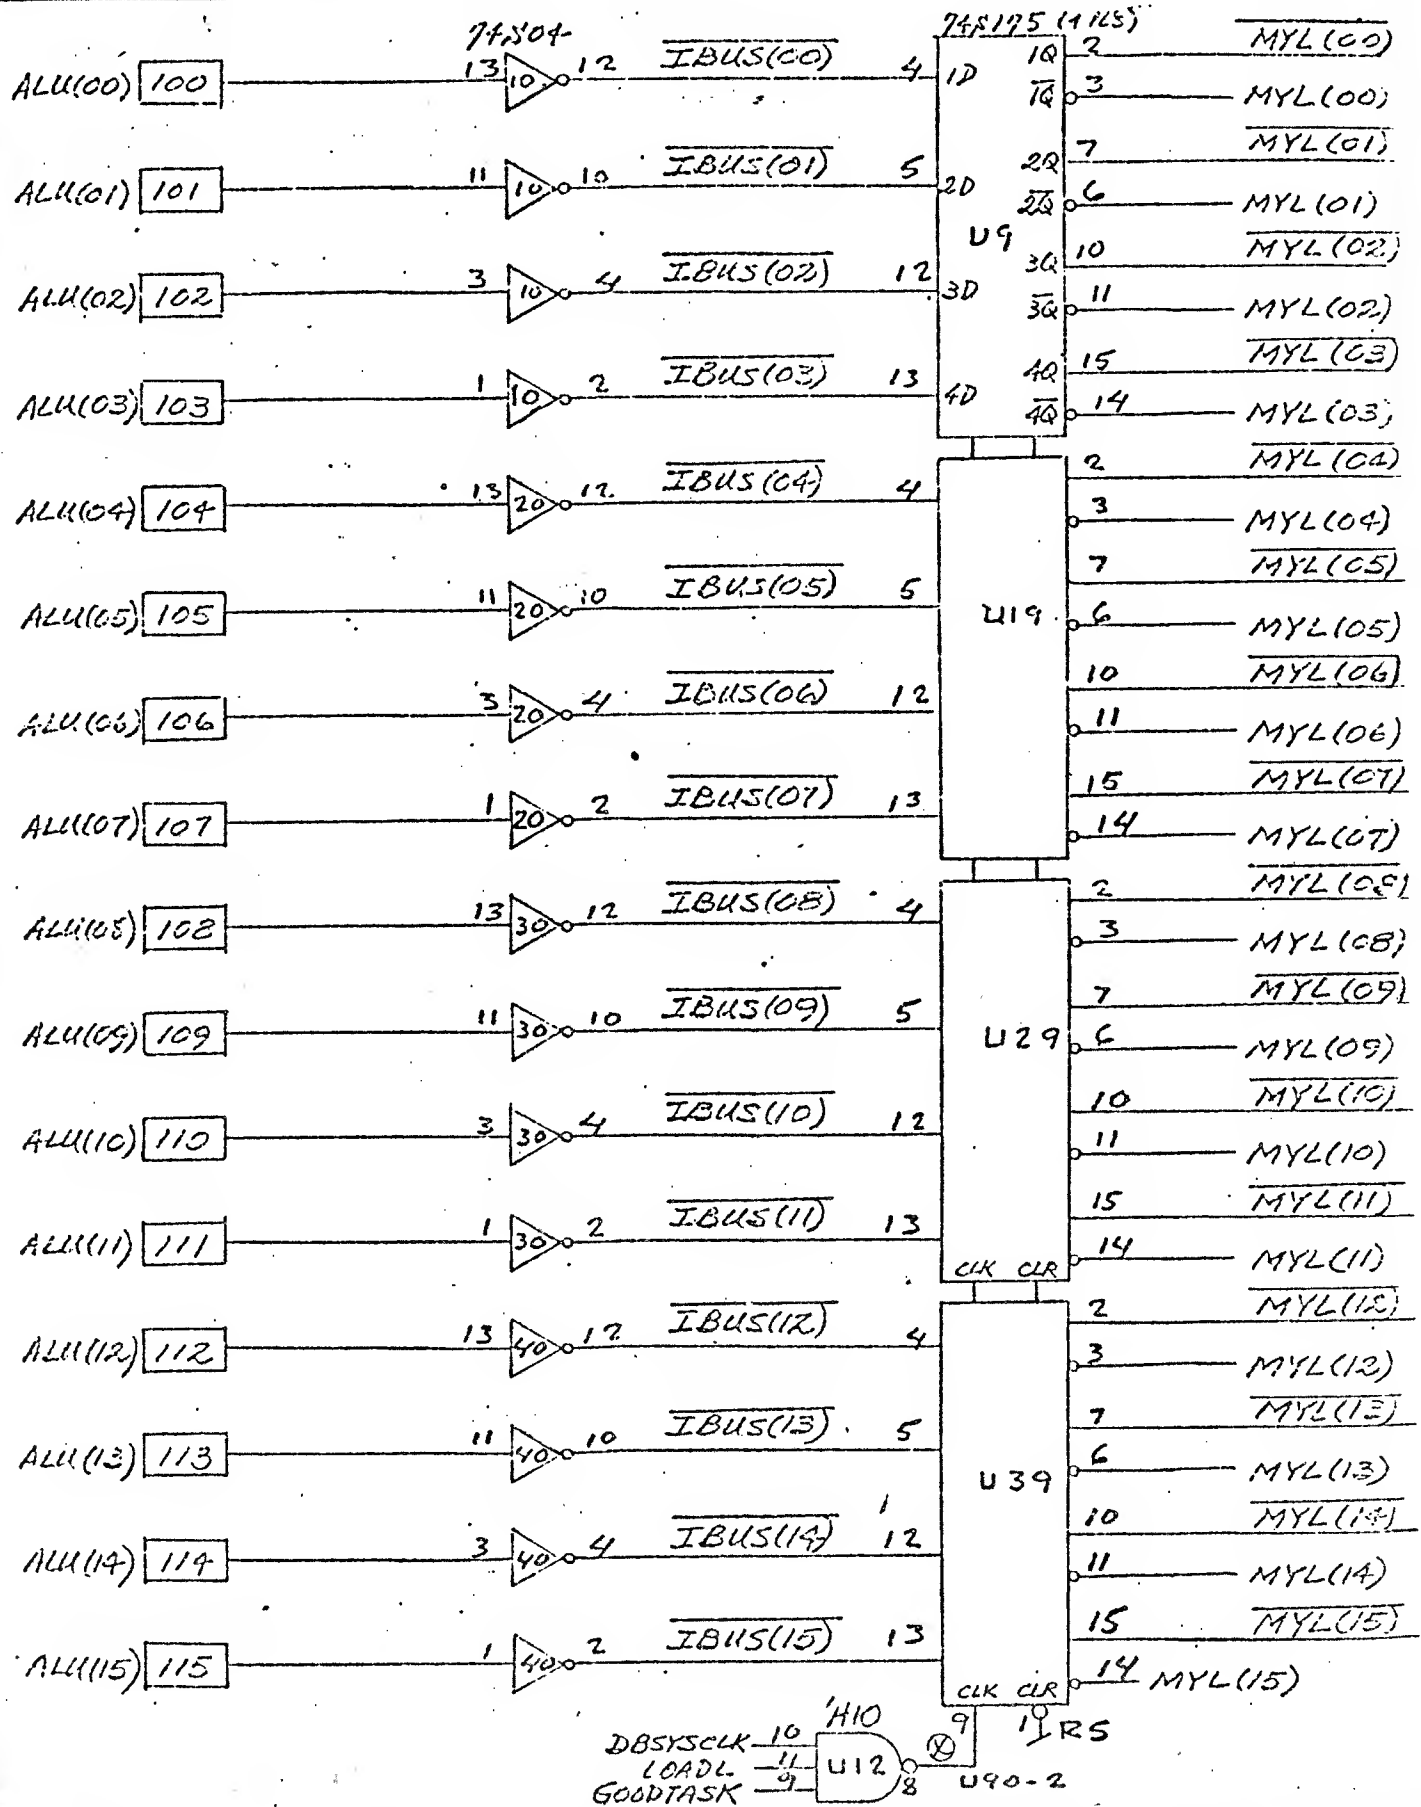 74S04 74S175 (4 IC'S)
ALU(00) 100 13 10 12 IBUS(00) 4 1D 1Q 2 MYL(00)
1Q 3 MYL(00)
2Q 7 MYL(01)
ALU(01) 101 11 10 10 IBUS(01) 5 2D
2Q 6 MYL(01)
U9
3Q 10 MYL(02)
ALU(02) 102 3 10 4 IBUS(02) 12 3D
3Q 11 MYL(02)
4Q 15 MYL(03)
ALU(03) 103 1 10 2 IBUS(03) 13 4D
4Q 14 MYL(03)
2 MYL(04)
ALU(04) 104 13 20 12 IBUS(04) 4
3 MYL(04)
7 MYL(05)
ALU(05) 105 11 20 10 IBUS(05) 5
U19 6 MYL(05)
10 MYL(06)
ALU(06) 106 3 20 4 IBUS(06) 12
11 MYL(06)
15 MYL(07)
ALU(07) 107 1 20 2 IBUS(07) 13
14 MYL(07)
2 MYL(08)
ALU(08) 108 13 30 12 IBUS(08) 4
3 MYL(08)
7 MYL(09)
ALU(09) 109 11 30 10 IBUS(09) 5
U29 6 MYL(09)
10 MYL(10)
ALU(10) 110 3 30 4 IBUS(10) 12
11 MYL(10)
15 MYL(11)
ALU(11) 111 1 30 2 IBUS(11) 13
14 MYL(11)
CLK CLR
2 MYL(12)
ALU(12) 112 13 40 12 IBUS(12) 4
3 MYL(12)
7 MYL(13)
ALU(13) 113 11 40 10 IBUS(13) 5
U39 6 MYL(13)
10 MYL(14)
ALU(14) 114 3 40 4 IBUS(14) 12
11 MYL(14)
15 MYL(15)
ALU(15) 115 1 40 2 IBUS(15) 13
14 MYL(15)
CLK CLR
'H10 9 1 R5
DBSYSCLK 10
LOADL 11 U12 8 U90-2
GOODTASK 9